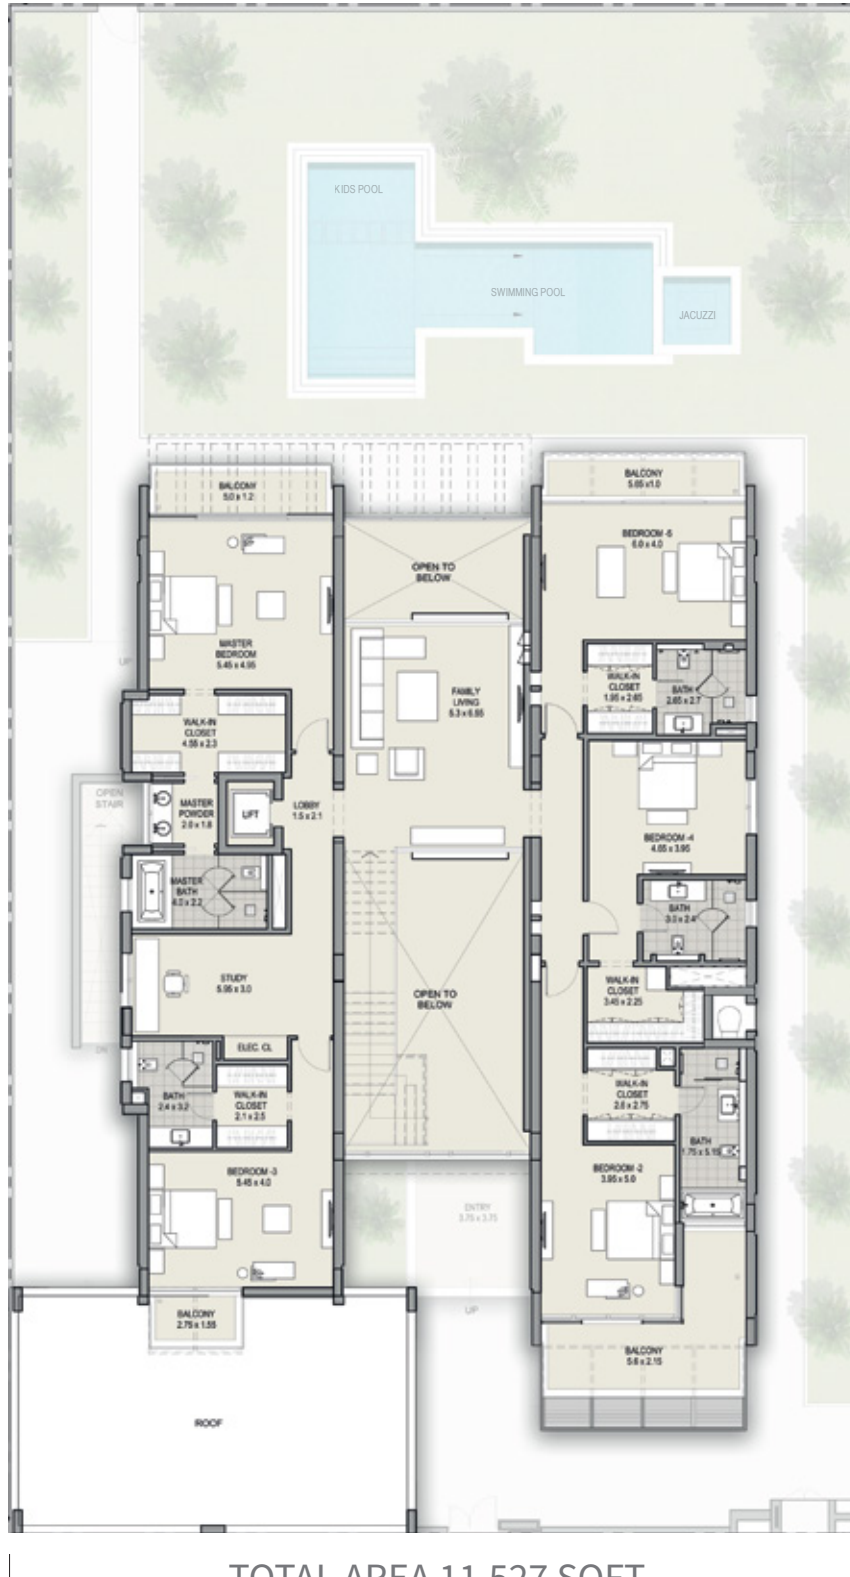 KIDS POOL
SWIMMING POOL
JACUZZI
BALCONY
5.0 x 1.2
BALCONY
5.65 x1.0
BEDROOM -5
6.0 x 4.0
OPEN TO
BELOW
MASTER
BEDROOM
5.45 x 4.95
UP
FAMILY
LIVING
5.3 x 6.55
WALK-IN
CLOSET
1.95 x 2.65
BATH
2.65 x 2.7
WALK-IN
CLOSET
4.55 x 2.3
OPEN
STAIR
MASTER
POWDER
2.0 x 1.8
LIFT
LOBBY
1.5 x 2.1
BEDROOM -4
4.65 x 3.95
MASTER
BATH
4.0 x 2.2
BATH
3.0 x 2.4
STUDY
5.95 x 3.0
WALK-IN
CLOSET
3.45 x 2.25
OPEN TO
BELOW
ELEC. CL
DN
BATH
2.4 x 3.2
WALK-IN
CLOSET
2.1 x 2.5
WALK-IN
CLOSET
2.6 x 2.75
BATH
1.75 x 5.15
BEDROOM -3
5.45 x 4.0
BEDROOM -2
3.95 x 5.0
ENTRY
3.75 x 3.75
UP
BALCONY
2.75 x 1.55
BALCONY
5.6 x 2.15
ROOF
TOTAL AREA 11,527 SQFT